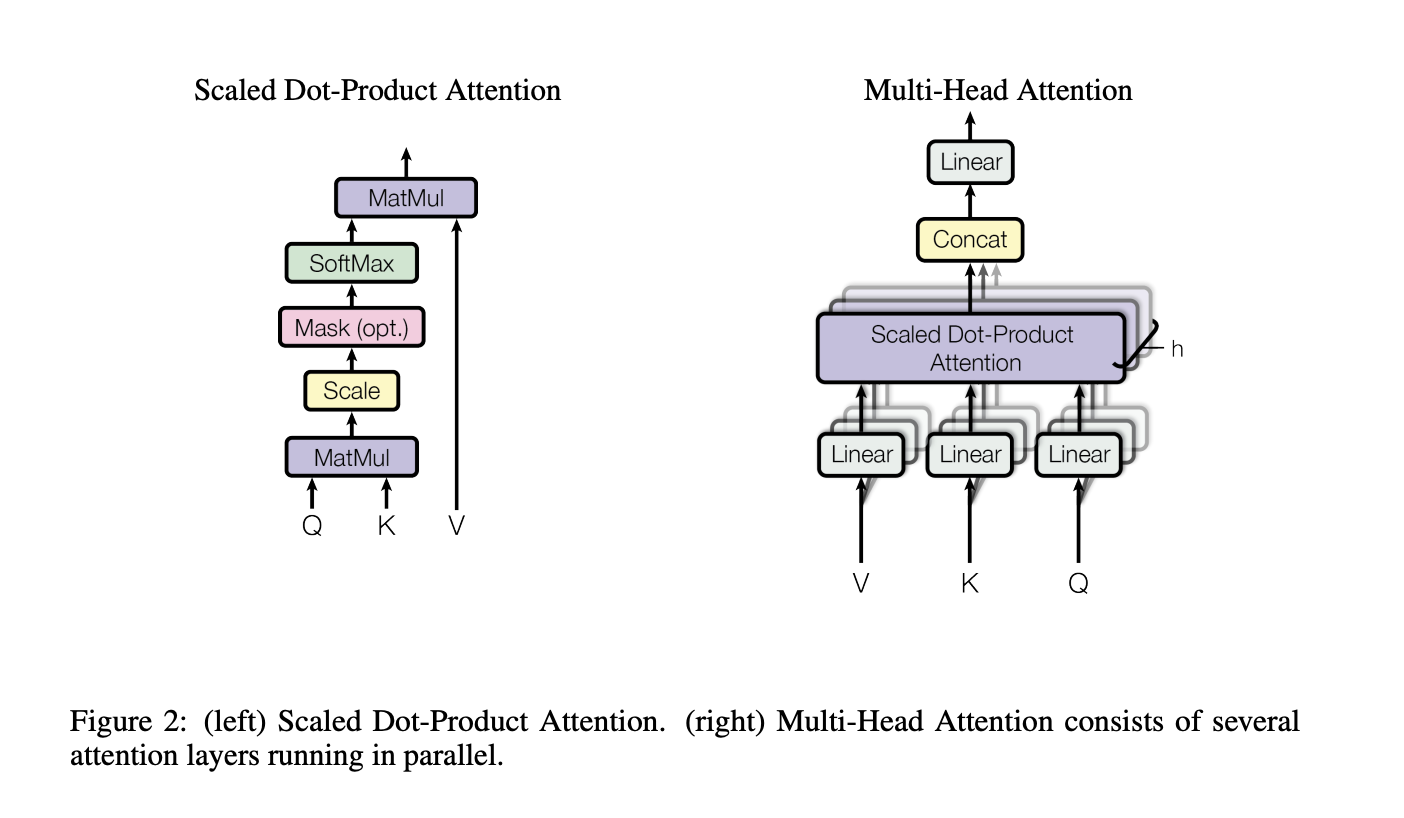 Scaled Dot-Product Attention
MatMul
SoftMax
Mask (opt.)
Scale
MatMul
Q K V
Multi-Head Attention
Linear
Concat
Scaled Dot-Product
Attention
h
Linear Linear Linear
V K Q
Figure 2: (left) Scaled Dot-Product Attention. (right) Multi-Head Attention consists of several
attention layers running in parallel.